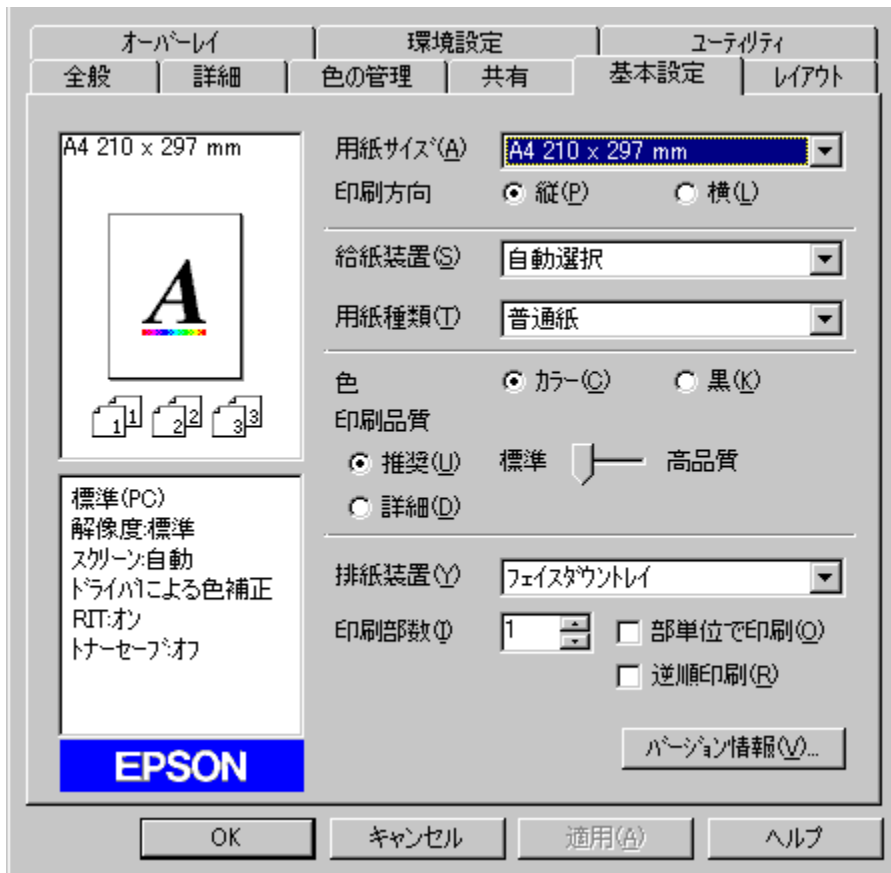 オーバーレイ 環境設定 ユーティリティ
全般 詳細 色の管理 共有 基本設定 レイアウト
A4 210 x 297 mm
A
1 1 2 2 3 3
標準(PC)
解像度:標準
スクリーン:自動
ドライバによる色補正
RIT:オン
トナーセーブ:オフ
EPSON
用紙サイズ(A) A4 210 x 297 mm
印刷方向 縦(P) 横(L)
給紙装置(S) 自動選択
用紙種類(T) 普通紙
色 カラー(C) 黒(K)
印刷品質
推奨(U) 標準 高品質
詳細(D)
排紙装置(Y) フェイスダウントレイ
印刷部数(I) 1 部単位で印刷(O)
逆順印刷(R)
バージョン情報(V)...
OK キャンセル 適用(A) ヘルプ